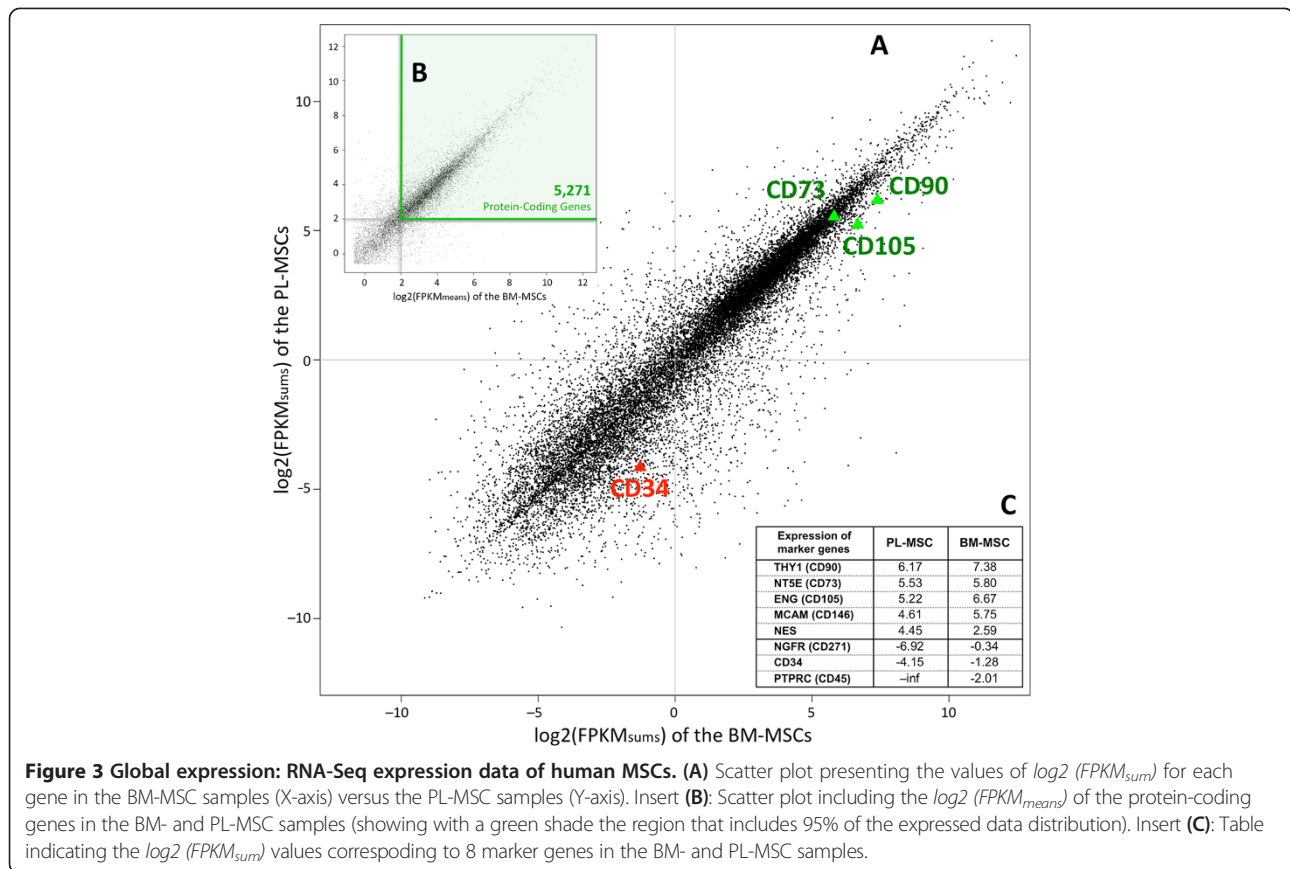 A
B
12
10
8
6
4
2
0
5,271
Protein-Coding Genes
0 2 4 6 8 10 12
log2(FPKMmeans) of the BM-MSCs
10
5
0
−5
−10
log2(FPKMsums) of the PL-MSCs
CD73
CD90
CD105
CD34
C
Expression of marker genes PL-MSC BM-MSC
THY1 (CD90) 6.17 7.38
NT5E (CD73) 5.53 5.80
ENG (CD105) 5.22 6.67
MCAM (CD146) 4.61 5.75
NES 4.45 2.59
NGFR (CD271) -6.92 -0.34
CD34 -4.15 -1.28
PTPRC (CD45) –inf -2.01
−10 −5 0 5 10
log2(FPKMsums) of the BM-MSCs
Figure 3 Global expression: RNA-Seq expression data of human MSCs. (A) Scatter plot presenting the values of log2 (FPKMsum) for each
gene in the BM-MSC samples (X-axis) versus the PL-MSC samples (Y-axis). Insert (B): Scatter plot including the log2 (FPKMmeans) of the protein-coding
genes in the BM- and PL-MSC samples (showing with a green shade the region that includes 95% of the expressed data distribution). Insert (C): Table
indicating the log2 (FPKMsum) values correspoding to 8 marker genes in the BM- and PL-MSC samples.